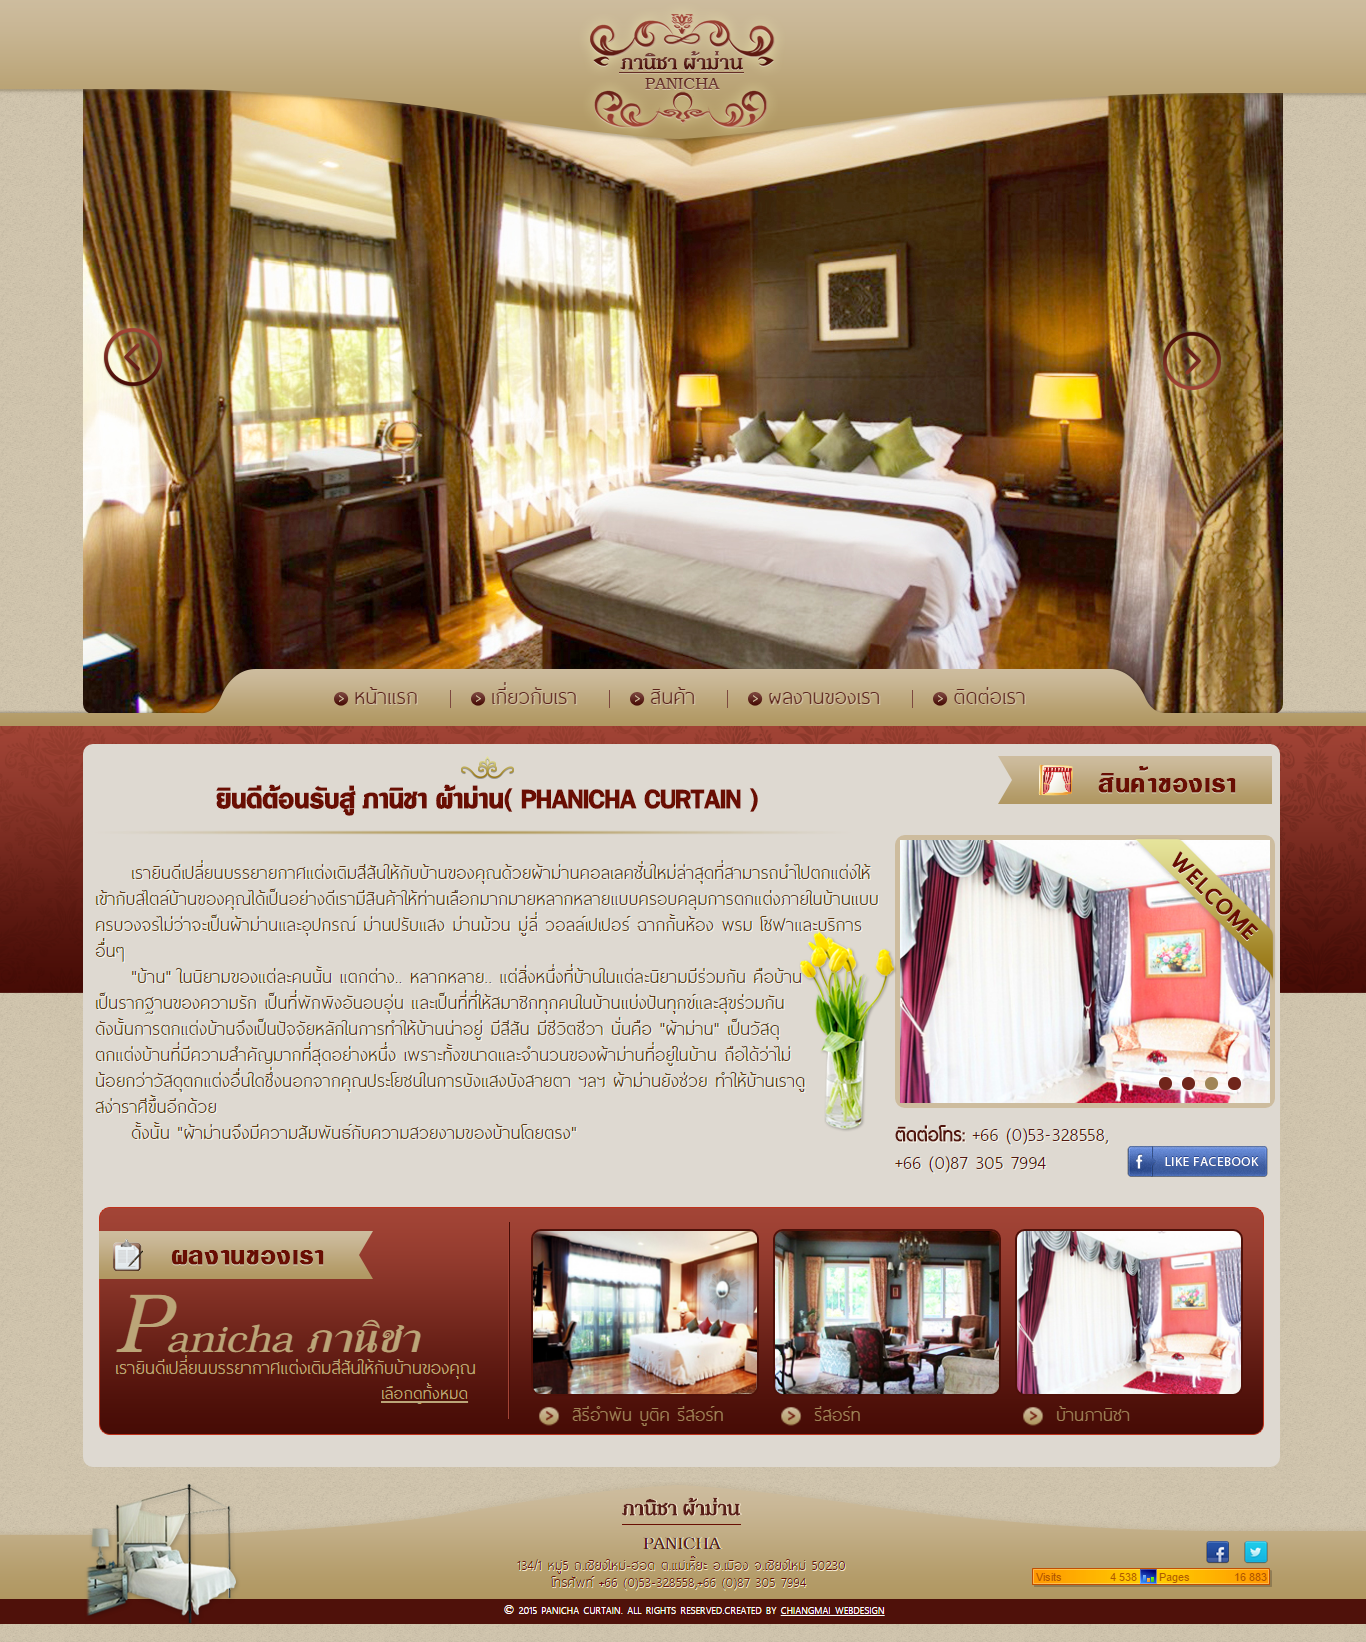 ภานิชา ผ้าม่าน
PANICHA
หน้าแรก
เกี่ยวกับเรา
สินค้า
ผลงานของเรา
ติดต่อเรา
ยินดีต้อนรับสู่ ภานิชา ผ้าม่าน( PHANICHA CURTAIN )
เรายินดีเปลี่ยนบรรยายกาศแต่งเติมสีสันให้กับบ้านของคุณด้วยผ้าม่านคอลเลคชั่นใหม่ล่าสุดที่สามารถนำไปตกแต่งให้
เข้ากับสไตล์บ้านของคุณได้เป็นอย่างดีเรามีสินค้าให้ท่านเลือกมากมายหลากหลายแบบครอบคลุมการตกแต่งภายในบ้านแบบ
ครบวงจรไม่ว่าจะเป็นผ้าม่านและอุปกรณ์ ม่านปรับแสง ม่านม้วน มู่ลี่ วอลล์เปเปอร์ ฉากกั้นห้อง พรม โซฟาและบริการ
อื่นๆ
"บ้าน" ในนิยามของแต่ละคนนั้น แตกต่าง.. หลากหลาย.. แต่สิ่งหนึ่งที่บ้านในแต่ละนิยามมีร่วมกัน คือบ้าน
เป็นรากฐานของความรัก เป็นที่พักพิงอันอบอุ่น และเป็นที่ที่ให้สมาชิกทุกคนในบ้านแบ่งปันทุกข์และสุขร่วมกัน
ดังนั้นการตกแต่งบ้านจึงเป็นปัจจัยหลักในการทำให้บ้านน่าอยู่ มีสีสัน มีชีวิตชีวา นั่นคือ "ผ้าม่าน" เป็นวัสดุ
ตกแต่งบ้านที่มีความสำคัญมากที่สุดอย่างหนึ่ง เพราะทั้งขนาดและจำนวนของผ้าม่านที่อยู่ในบ้าน ถือได้ว่าไม่
น้อยกว่าวัสดุตกแต่งอื่นใดซึ่งนอกจากคุณประโยชน์ในการบังแสงบังสายตา ฯลฯ ผ้าม่านยังช่วย ทำให้บ้านเราดู
สง่าราศีขึ้นอีกด้วย
ดั้งนั้น "ผ้าม่านจึงมีความสัมพันธ์กับความสวยงามของบ้านโดยตรง"
สินค้าของเรา
WELCOME
ติดต่อโทร: +66 (0)53-328558,
+66 (0)87 305 7994
LIKE FACEBOOK
ผลงานของเรา
Panicha ภานิชา
เรายินดีเปลี่ยนบรรยากาศแต่งเติมสีสันให้กับบ้านของคุณ
เลือกดูทั้งหมด
สิรีอำพัน บูติค รีสอร์ท
รีสอร์ท
บ้านภานิชา
ภานิชา ผ้าม่าน
PANICHA
134/1 หมู่5 ถ.เชียงใหม่-ฮอด ต.แม่เหี๊ยะ อ.เมือง จ.เชียงใหม่ 50230
โทรศัพท์ +66 (0)53-328558,+66 (0)87 305 7994
Visits 4 538 Pages 16 883
© 2015 PANICHA CURTAIN. ALL RIGHTS RESERVED.CREATED BY CHIANGMAI WEBDESIGN